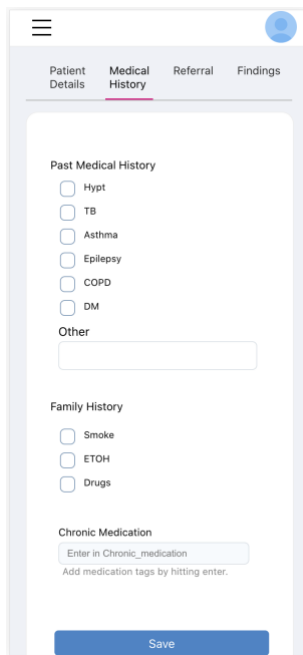 Patient Details
Medical History
Referral
Findings
Past Medical History
Hypt
TB
Asthma
Epilepsy
COPD
DM
Other
Family History
Smoke
ETOH
Drugs
Chronic Medication
Enter in Chronic_medication
Add medication tags by hitting enter.
Save